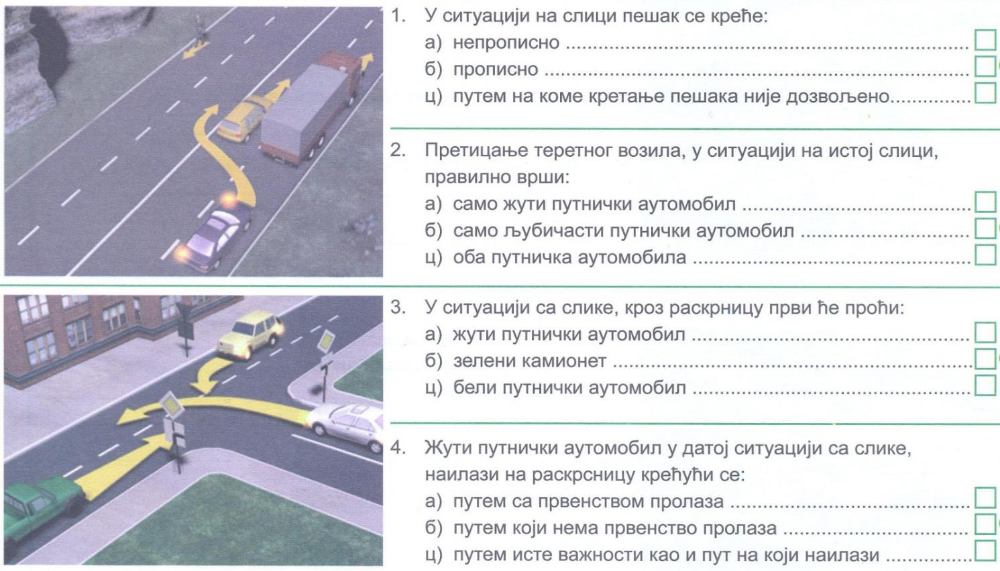 1. У ситуацији на слици пешак се креће:
а) непрописно ..........
б) прописно ..........
ц) путем на коме кретање пешака није дозвољено..........
2. Претицање теретног возила, у ситуацији на истој слици,
правилно врши:
а) само жути путнички аутомобил ..........
б) само љубичасти путнички аутомобил ..........
ц) оба путничка аутомобила ..........
3. У ситуацији са слике, кроз раскрницу први ће проћи:
а) жути путнички аутомобил ..........
б) зелени камионет ..........
ц) бели путнички аутомобил ..........
4. Жути путнички аутомобил у датој ситуацији са слике,
наилази на раскрсницу крећући се:
а) путем са првенством пролаза ..........
б) путем који нема првенство пролаза ..........
ц) путем исте важности као и пут на који наилази ..........